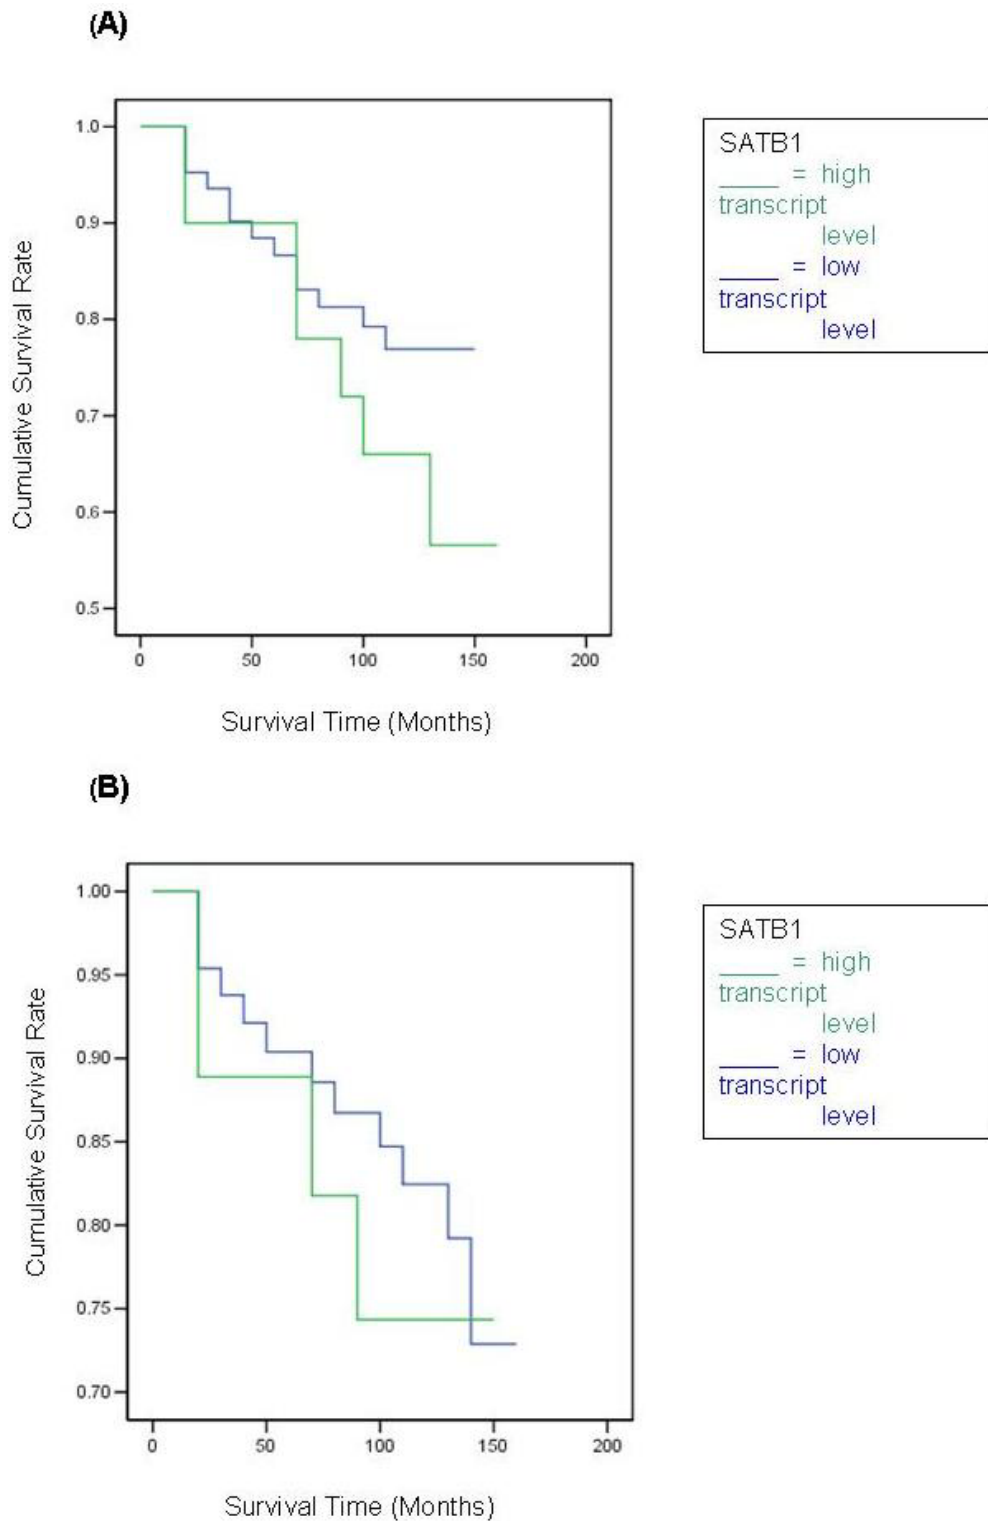 (A)
1.0
0.9
0.8
0.7
0.6
0.5
0 50 100 150 200
Cumulative Survival Rate
Survival Time (Months)
SATB1
____ = high
transcript
level
____ = low
transcript
level
(B)
1.00
0.95
0.90
0.85
0.80
0.75
0.70
0 50 100 150 200
Cumulative Survival Rate
Survival Time (Months)
SATB1
____ = high
transcript
level
____ = low
transcript
level